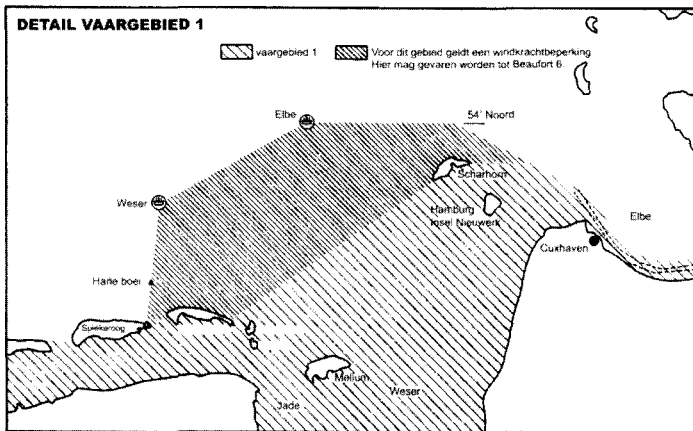 DETAIL VAARGEBIED 1
vaargebied 1
Voor dit gebied geldt een windkrachtbeperking
Hier mag gevaren worden tot Beaufort 6.
Elbe
54° Noord
Scharhorn
Weser
Hamburg
Insel Nieuwerk
Elbe
Cuxhaven
Harle boei
Spiekeroog
Mellum
Jade
Weser